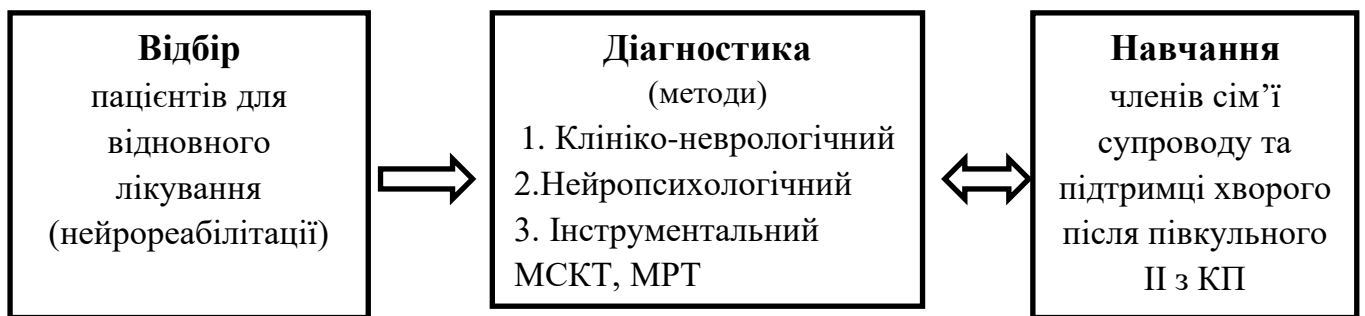 Відбір
пацієнтів для
відновного
лікування
(нейрореабілітації)
Діагностика
(методи)
1. Клініко-неврологічний
2.Нейропсихологічний
3. Інструментальний
МСКТ, МРТ
Навчання
членів сім’ї
супроводу та
підтримці хворого
після півкульного
ІІ з КП